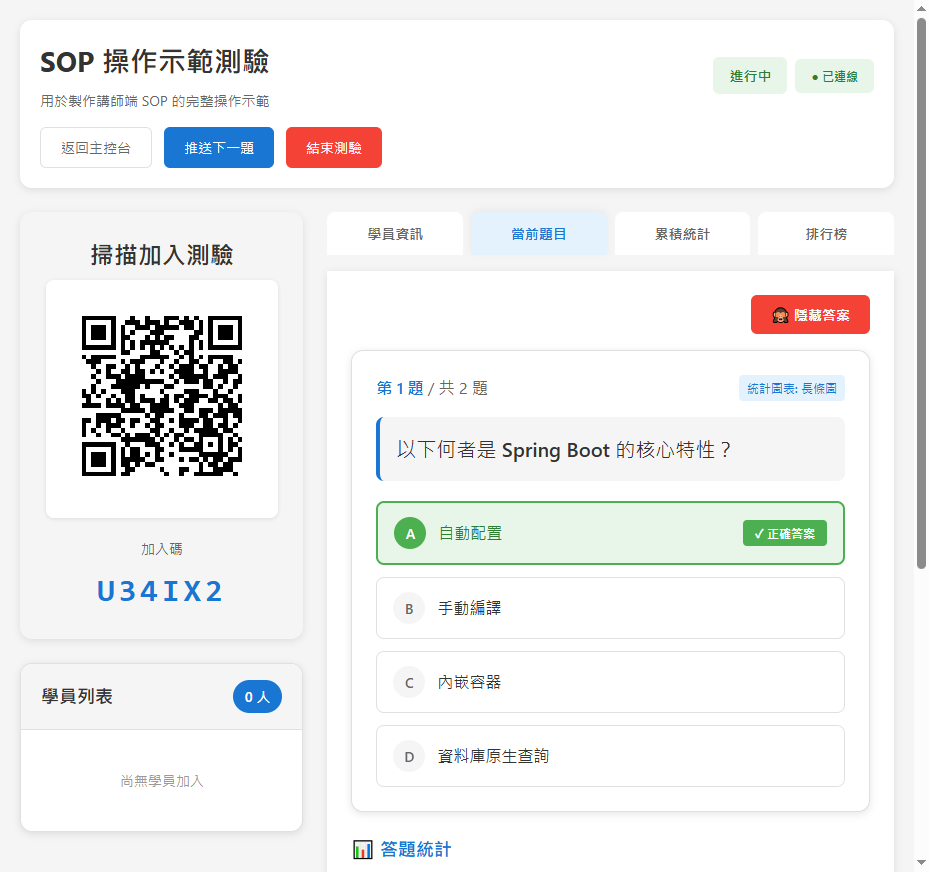 SOP 操作示範測驗
用於製作講師端 SOP 的完整操作示範
進行中
● 已連線
返回主控台
推送下一題
結束測驗
掃描加入測驗
加入碼
U34IX2
學員列表
0 人
尚無學員加入
學員資訊
當前題目
累積統計
排行榜
🙈 隱藏答案
第 1 題 / 共 2 題
統計圖表: 長條圖
以下何者是 Spring Boot 的核心特性？
A 自動配置
✓ 正確答案
B 手動編譯
C 內嵌容器
D 資料庫原生查詢
📊 答題統計